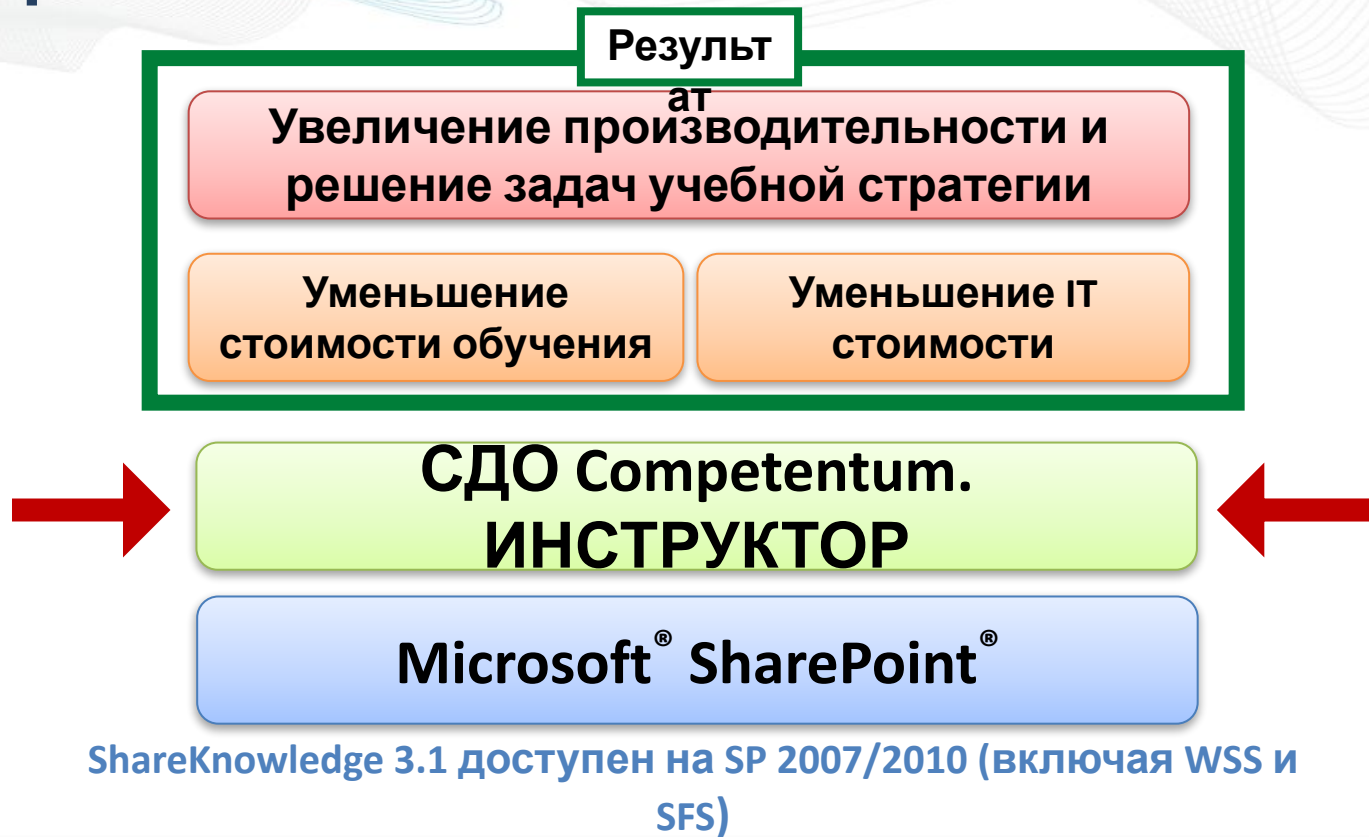 Результ
ат
Увеличение производительности и
решение задач учебной стратегии
Уменьшение
стоимости обучения
Уменьшение IT
стоимости
СДО Competentum.
ИНСТРУКТОР
Microsoft® SharePoint®
ShareKnowledge 3.1 доступен на SP 2007/2010 (включая WSS и
SFS)